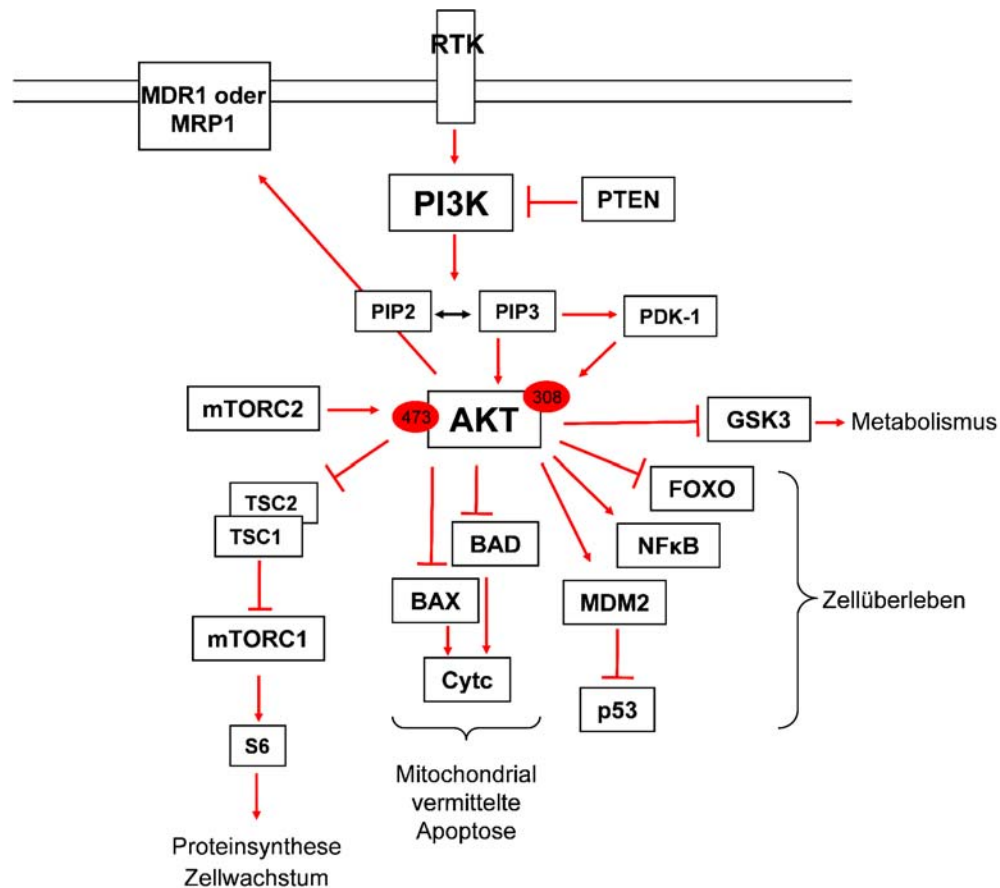 RTK
MDR1 oder
MRP1
PI3K
PTEN
PIP2
PIP3
PDK-1
mTORC2
473
AKT
308
GSK3
Metabolismus
FOXO
TSC2
TSC1
BAD
NFκB
BAX
MDM2
Zellüberleben
mTORC1
Cytc
p53
S6
Mitochondrial
vermittelte
Apoptose
Proteinsynthese
Zellwachstum